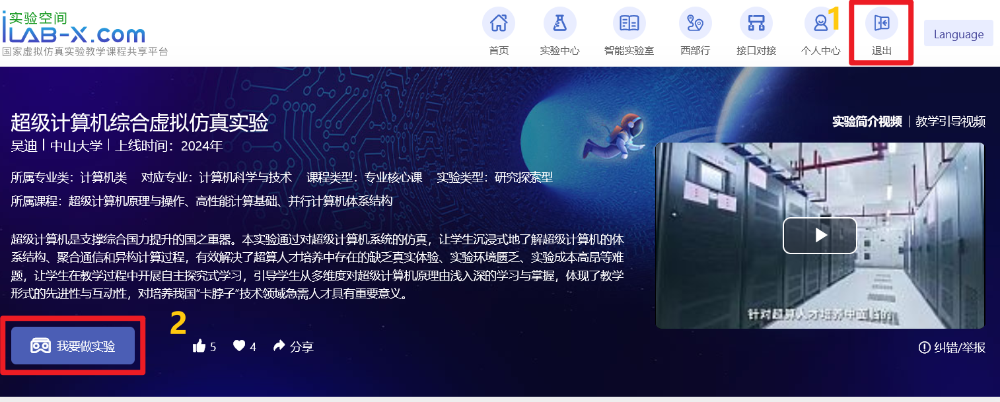 实验空间
iLAB-X.com
国家虚拟仿真实验教学课程共享平台
首页
实验中心
智能实验室
西部行
接口对接
个人中心
1
退出
Language
超级计算机综合虚拟仿真实验
吴迪 | 中山大学 | 上线时间：2024年
所属专业类：计算机类 对应专业：计算机科学与技术 课程类型：专业核心课 实验类型：研究探索型
所属课程：超级计算机原理与操作、高性能计算基础、并行计算机体系结构
超级计算机是支撑综合国力提升的国之重器。本实验通过对超级计算机系统的仿真，让学生沉浸式地了解超级计算机的体
系结构、聚合通信和异构计算过程，有效解决了超算人才培养中存在的缺乏真实体验、实验环境匮乏、实验成本高昂等难
题，让学生在教学过程中开展自主探究式学习，引导学生从多维度对超级计算机原理由浅入深的学习与掌握，体现了教学
形式的先进性与互动性，对培养我国“卡脖子”技术领域急需人才具有重要意义。
实验简介视频 | 教学引导视频
针对超算人才培养中面临的
我要做实验
2
5
4
分享
纠错/举报